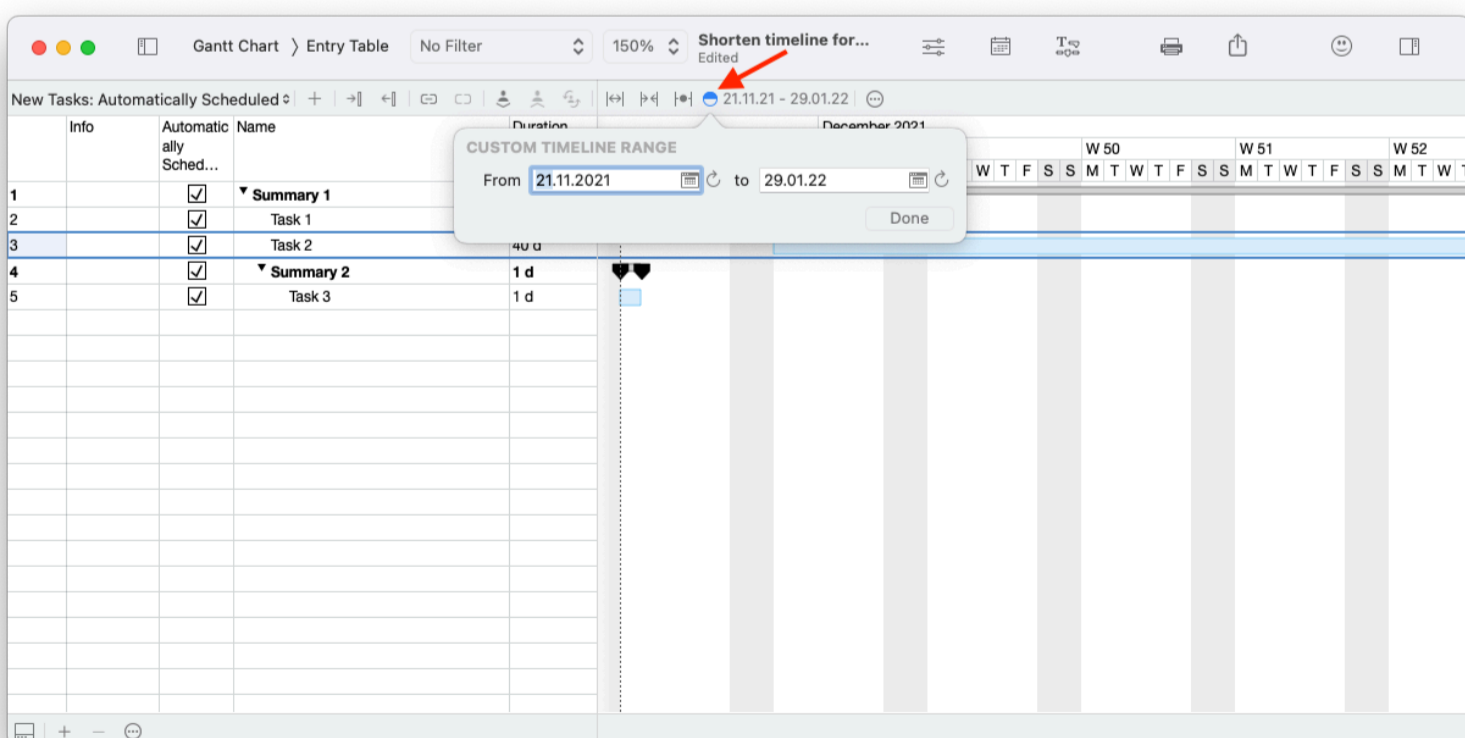 Gantt Chart 〉 Entry Table
No Filter
150%
Shorten timeline for...
Edited
New Tasks: Automatically Scheduled
21.11.21 - 29.01.22
Info
Automatic
ally
Sched...
Name
Duration
December 2021
W 50
W 51
W 52
W T F S S M T W T F S S M T W T F S S M T W
CUSTOM TIMELINE RANGE
From 21.11.2021 to 29.01.22
Done
1 Summary 1
2 Task 1
3 Task 2 40 d
4 Summary 2 1 d
5 Task 3 1 d